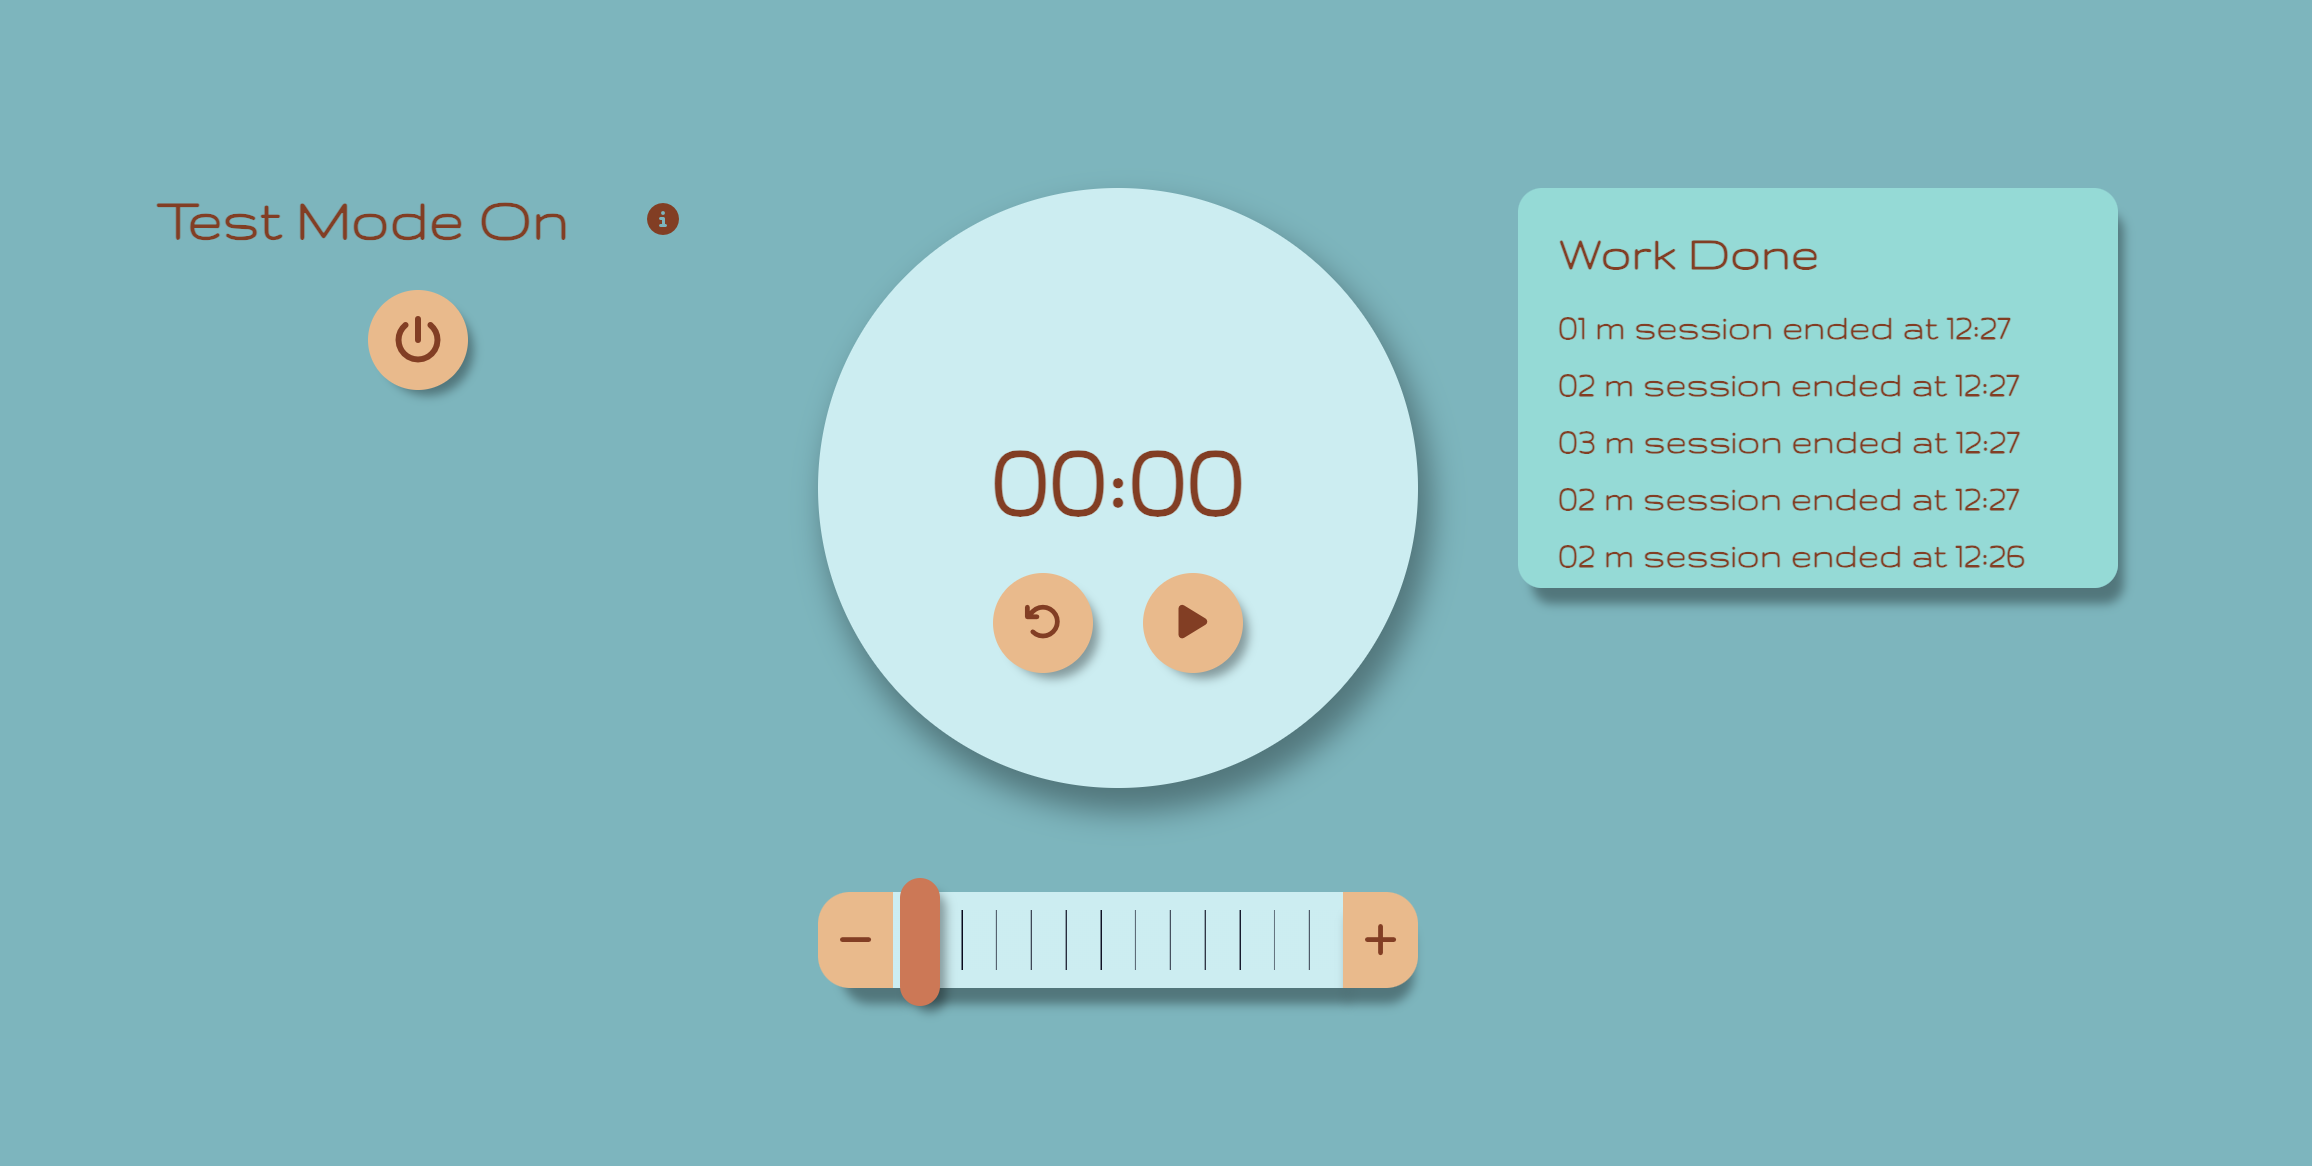 Test Mode On
00:00
Work Done
01 m session ended at 12:27
02 m session ended at 12:27
03 m session ended at 12:27
02 m session ended at 12:27
02 m session ended at 12:26